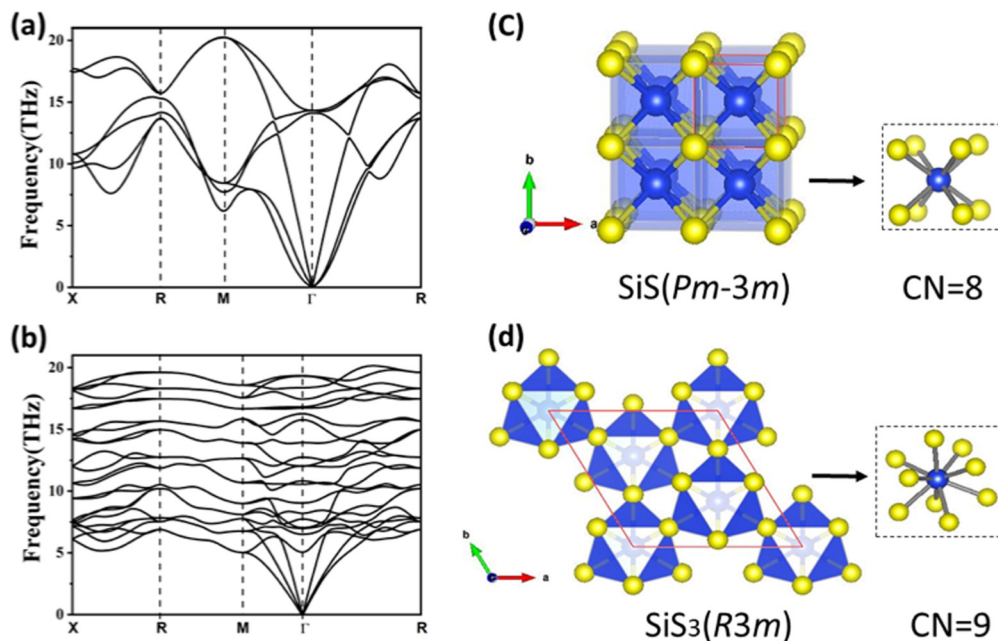 (a)
Frequency(THz)
20
15
10
5
0
X R M Γ R
(C)
b
a
SiS(Pm-3m)
CN=8
(b)
Frequency(THz)
20
15
10
5
0
X R M Γ R
(d)
b
a
SiS3(R3m)
CN=9